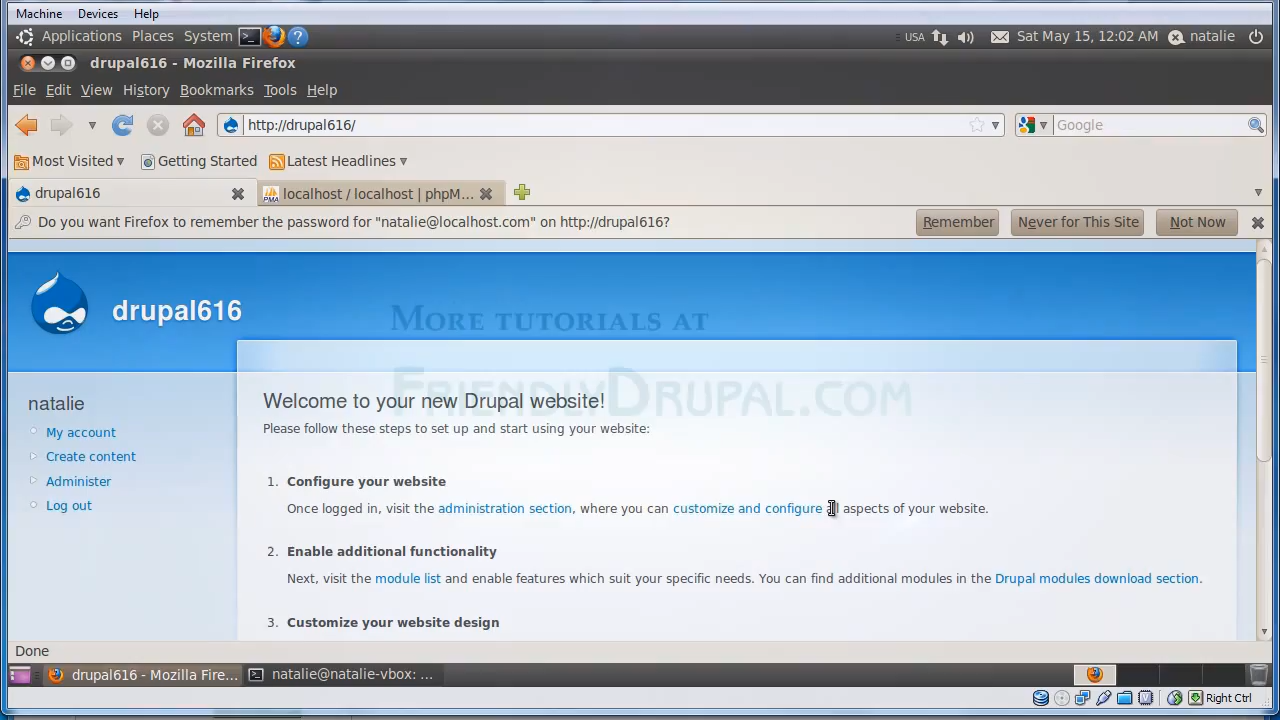 Machine Devices Help
Applications Places System USA Sat May 15, 12:02 AM natalie
drupal616 - Mozilla Firefox
File Edit View History Bookmarks Tools Help
http://drupal616/ Google
Most Visited Getting Started Latest Headlines
drupal616 localhost / localhost | phpM...
Do you want Firefox to remember the password for "natalie@localhost.com" on http://drupal616? Remember Never for This Site Not Now
drupal616
More tutorials at
FriendlyDrupal.com
natalie
My account
Create content
Administer
Log out
Welcome to your new Drupal website!
Please follow these steps to set up and start using your website:
1. Configure your website
Once logged in, visit the administration section, where you can customize and configure all aspects of your website.
2. Enable additional functionality
Next, visit the module list and enable features which suit your specific needs. You can find additional modules in the Drupal modules download section.
3. Customize your website design
Done
drupal616 - Mozilla Fire... natalie@natalie-vbox: ...
Right Ctrl